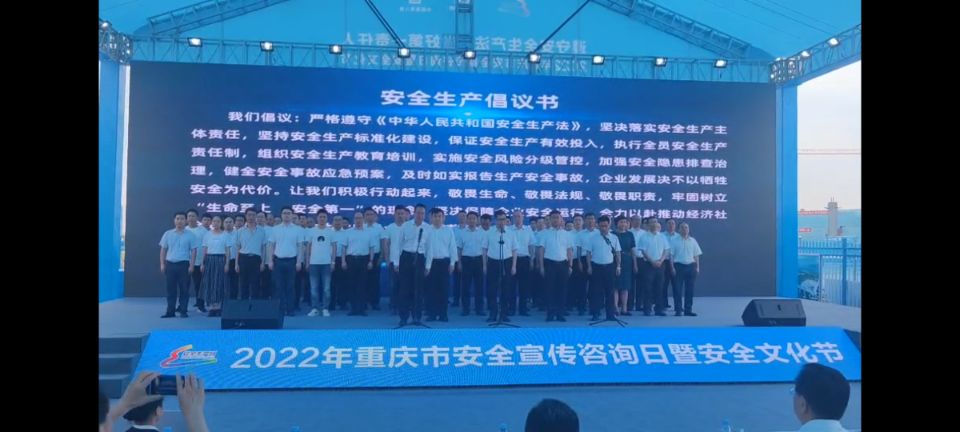 安全生产倡议书
我们倡议：严格遵守《中华人民共和国安全生产法》，坚决落实安全生产主
体责任，坚持安全生产标准化建设，保证安全生产有效投入，执行全员安全生产
责任制，组织安全生产教育培训，实施安全风险分级管控，加强安全隐患排查治
理，健全安全事故应急预案，及时如实报告生产安全事故，企业发展决不以牺牲
安全为代价。让我们积极行动起来，敬畏生命、敬畏法规、敬畏职责，牢固树立
“生命至上、安全第一”的 安全运行，合力以赴推动经济社
2022年重庆市安全宣传咨询日暨安全文化节